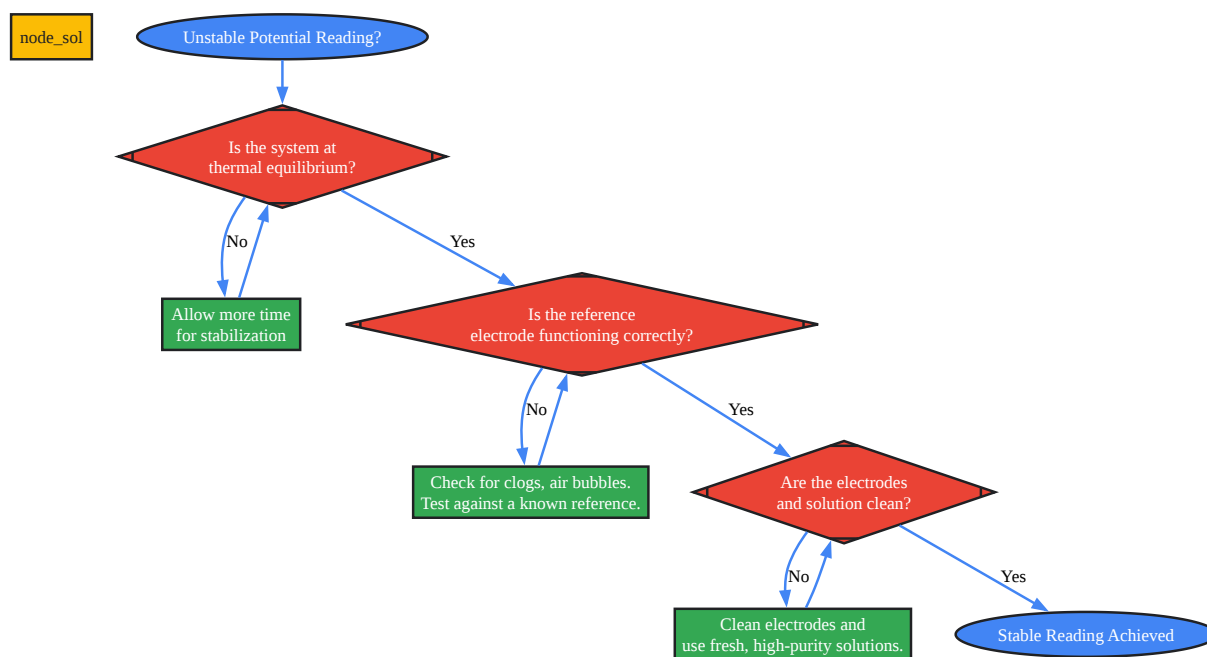 node_sol
Unstable Potential Reading?
Is the system at
thermal equilibrium?
No
Yes
Allow more time
for stabilization
Is the reference
electrode functioning correctly?
No
Yes
Check for clogs, air bubbles.
Test against a known reference.
Are the electrodes
and solution clean?
No
Yes
Clean electrodes and
use fresh, high-purity solutions.
Stable Reading Achieved